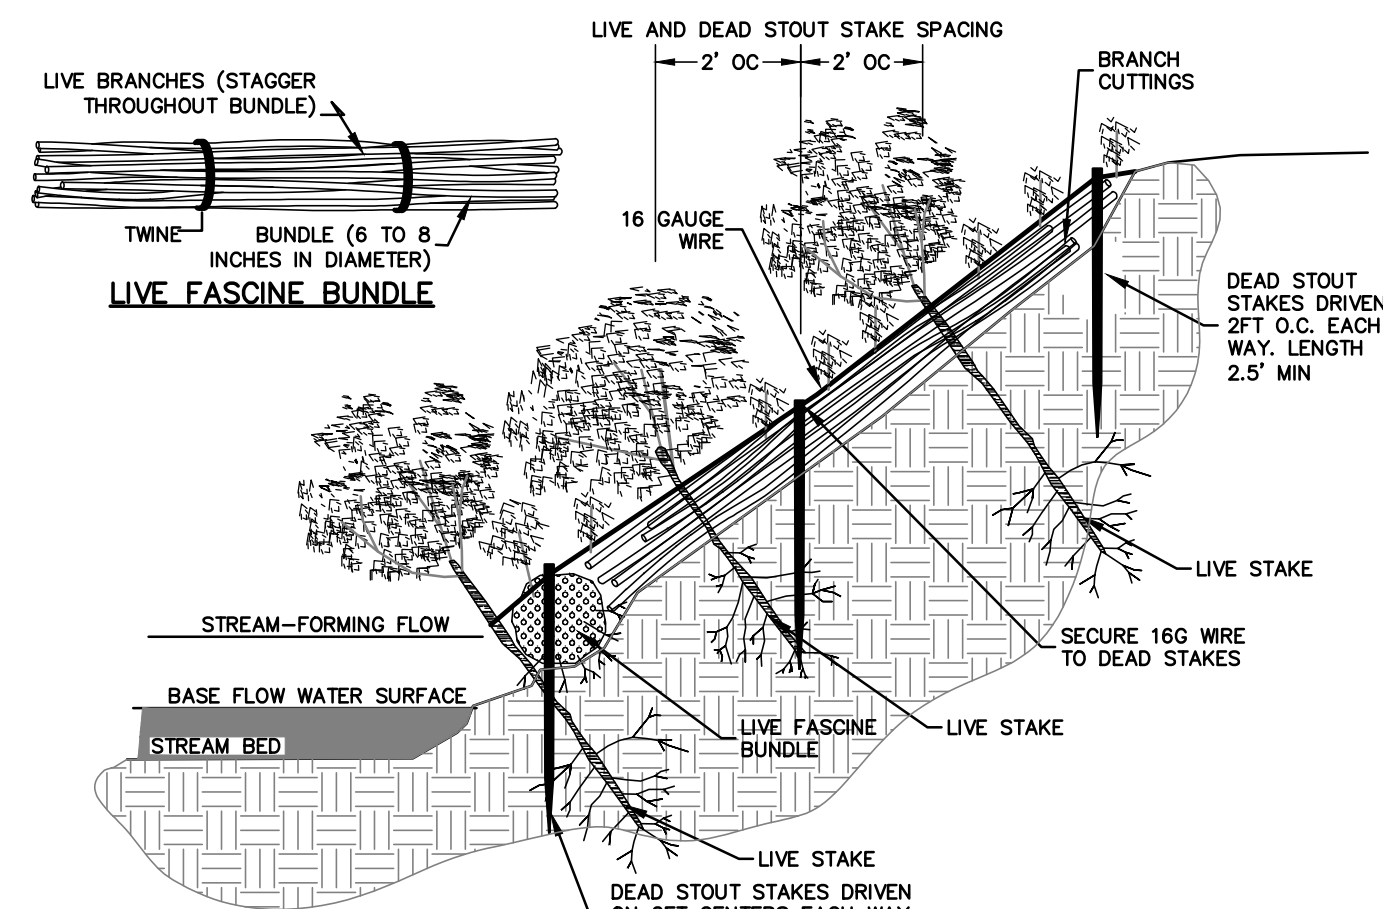 LIVE AND DEAD STOUT STAKE SPACING
2' OC
2' OC
LIVE BRANCHES (STAGGER
THROUGHOUT BUNDLE)
TWINE
BUNDLE (6 TO 8
INCHES IN DIAMETER)
LIVE FASCINE BUNDLE
BRANCH
CUTTINGS
16 GAUGE
WIRE
DEAD STOUT
STAKES DRIVEN
2FT O.C. EACH
WAY. LENGTH
2.5' MIN
LIVE STAKE
SECURE 16G WIRE
TO DEAD STAKES
STREAM-FORMING FLOW
BASE FLOW WATER SURFACE
STREAM BED
LIVE FASCINE
BUNDLE
LIVE STAKE
LIVE STAKE
DEAD STOUT STAKES DRIVEN
CENTERS EACH WAY